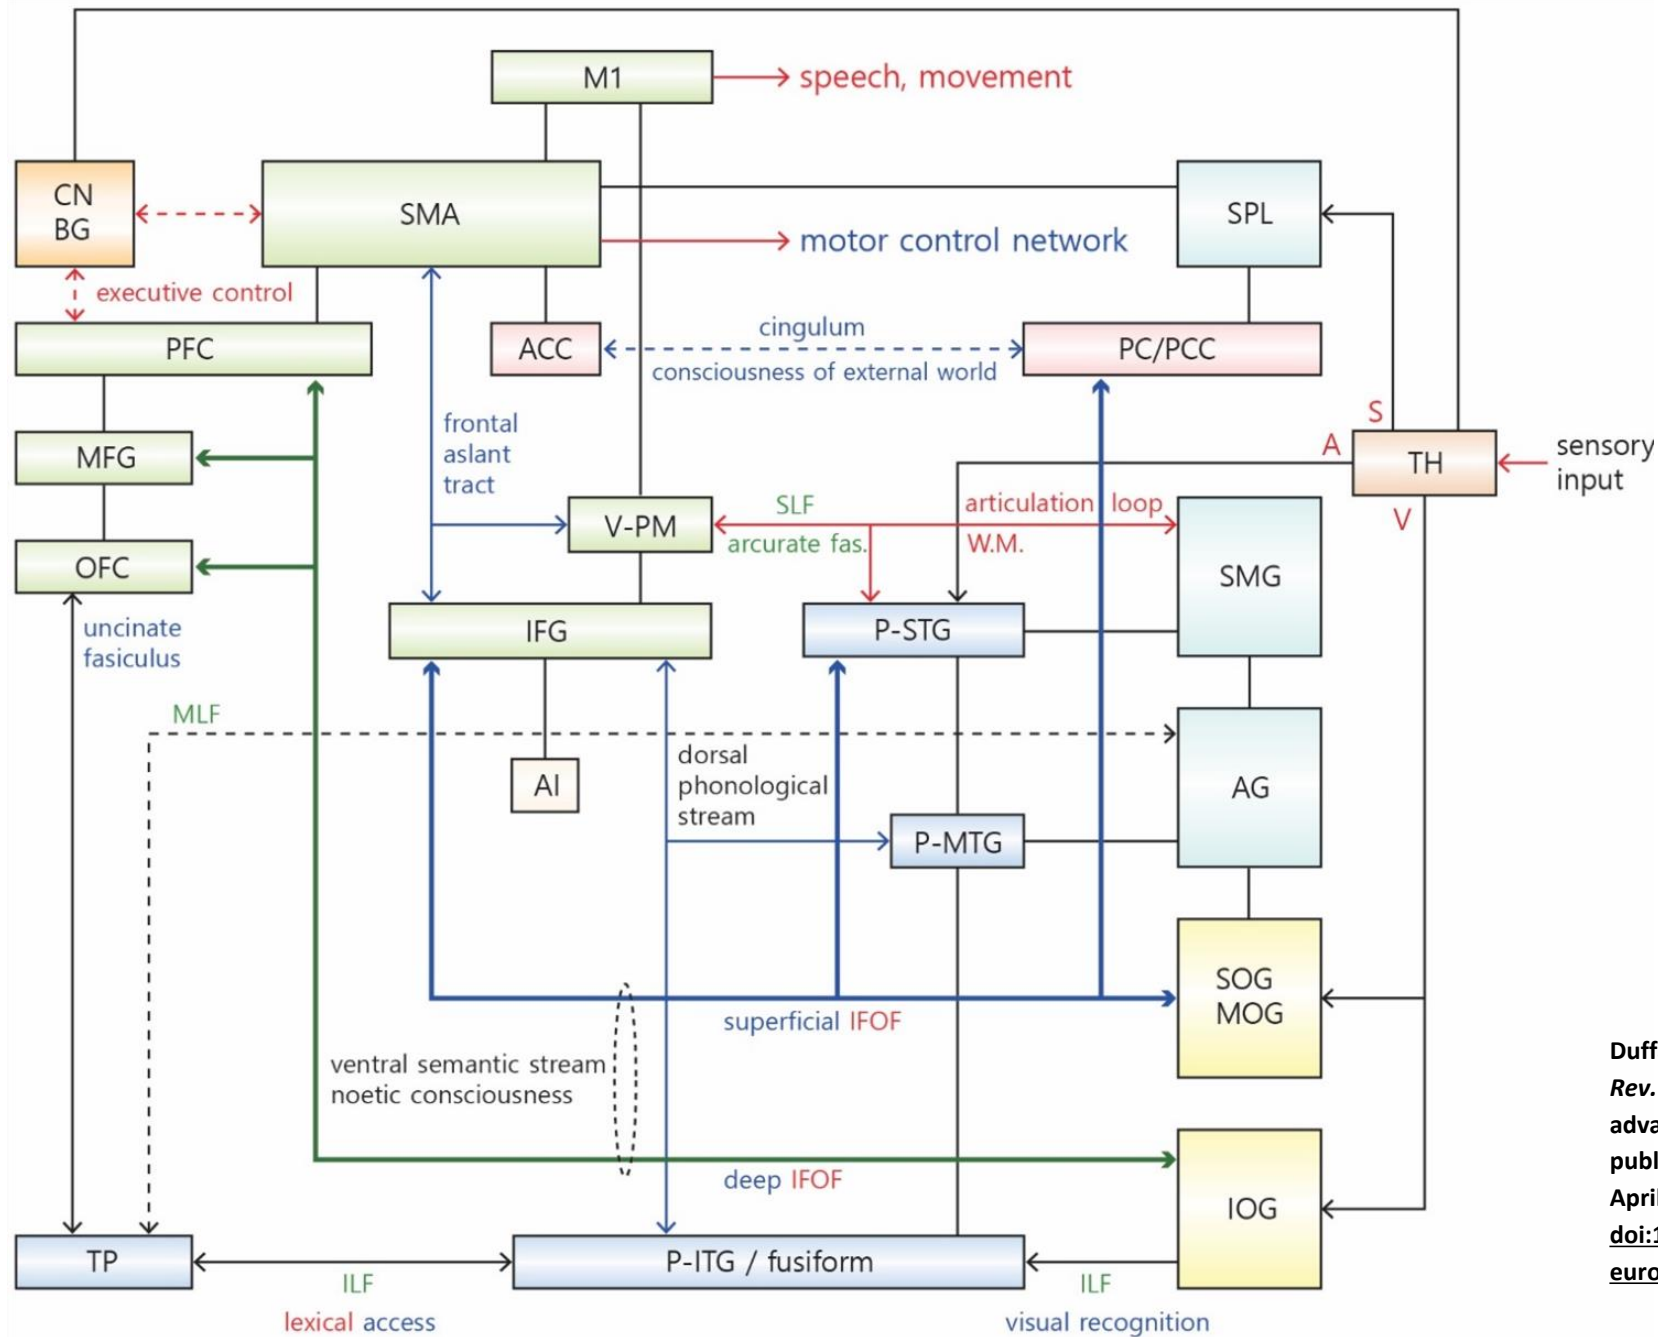 M1
speech, movement
CN
BG
SMA
SPL
motor control network
executive control
PFC
ACC
cingulum
consciousness of external world
PC/PCC
S
A
TH
sensory
input
V
MFG
frontal
aslant
tract
V-PM
SLF
arcurate fas.
articulation loop
W.M.
SMG
OFC
uncinate
fasiculus
IFG
P-STG
MLF
AI
dorsal
phonological
stream
P-MTG
AG
SOG
MOG
superficial IFOF
ventral semantic stream
noetic consciousness
deep IFOF
IOG
TP
ILF
lexical access
P-ITG / fusiform
ILF
visual recognition
Duff
Rev.
adva
publ
April
doi:1
euro